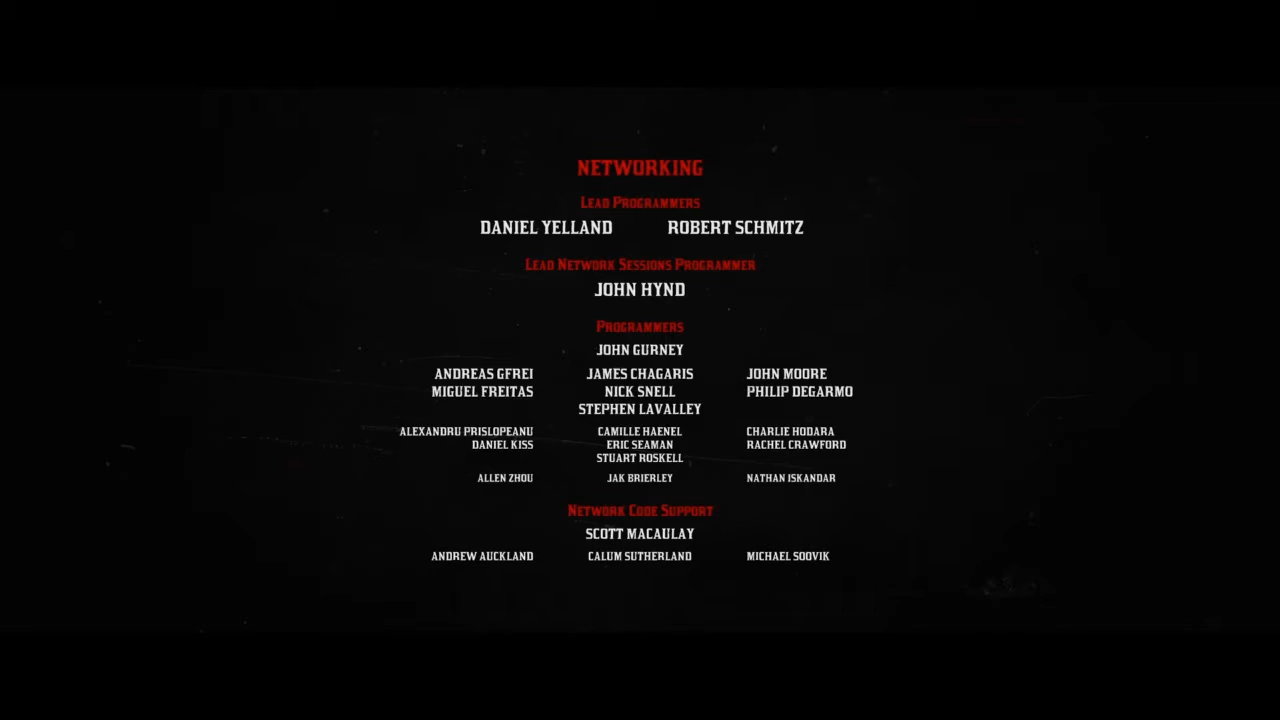 NETWORKING
LEAD PROGRAMMERS
DANIEL YELLAND ROBERT SCHMITZ
LEAD NETWORK SESSIONS PROGRAMMER
JOHN HYND
PROGRAMMERS
JOHN GURNEY
ANDREAS GFREI JAMES CHAGARIS JOHN MOORE
MIGUEL FREITAS NICK SNELL PHILIP DEGARMO
STEPHEN LAVALLEY
ALEXANDRU PRISLOPEANU CAMILLE HAENEL CHARLIE HODARA
DANIEL KISS ERIC SEAMAN RACHEL CRAWFORD
STUART ROSKELL
ALLEN ZHOU JAK BRIERLEY NATHAN ISKANDAR
NETWORK CODE SUPPORT
SCOTT MACAULAY
ANDREW AUCKLAND CALUM SUTHERLAND MICHAEL SOOVIK